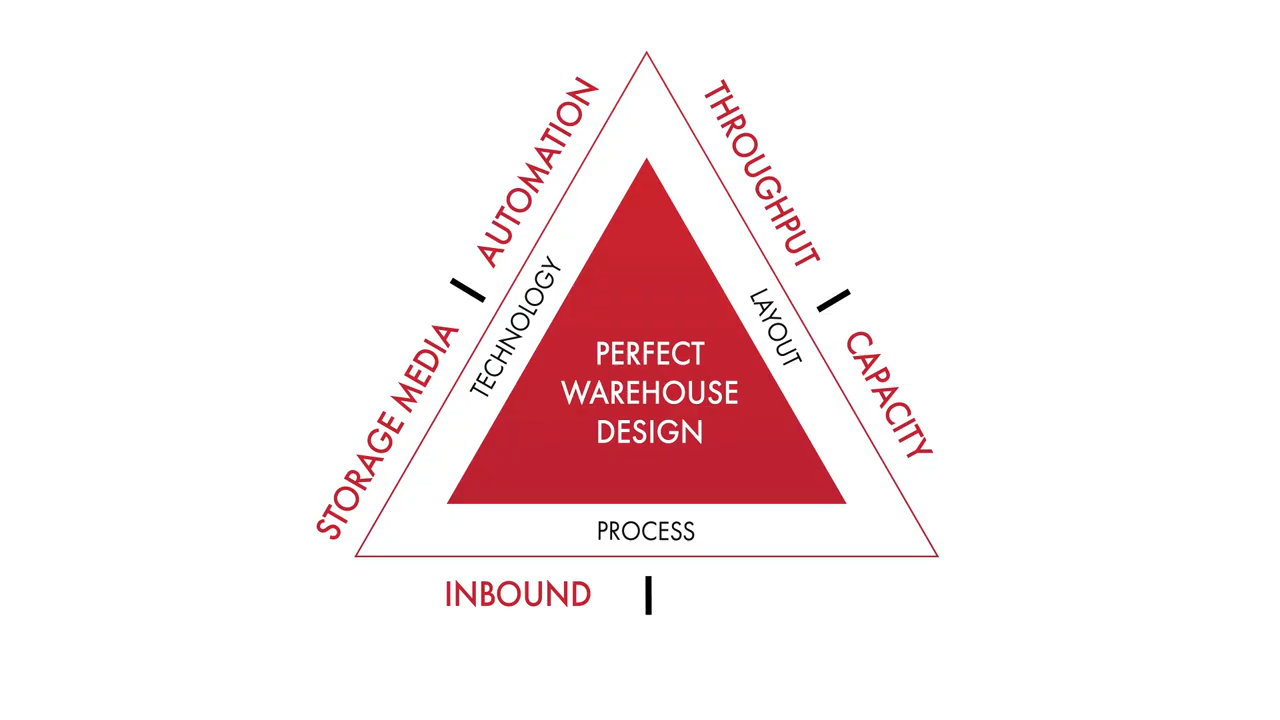 AUTOMATION
THROUGHPUT
STORAGE MEDIA
TECHNOLOGY
LAYOUT
CAPACITY
PERFECT
WAREHOUSE
DESIGN
PROCESS
INBOUND